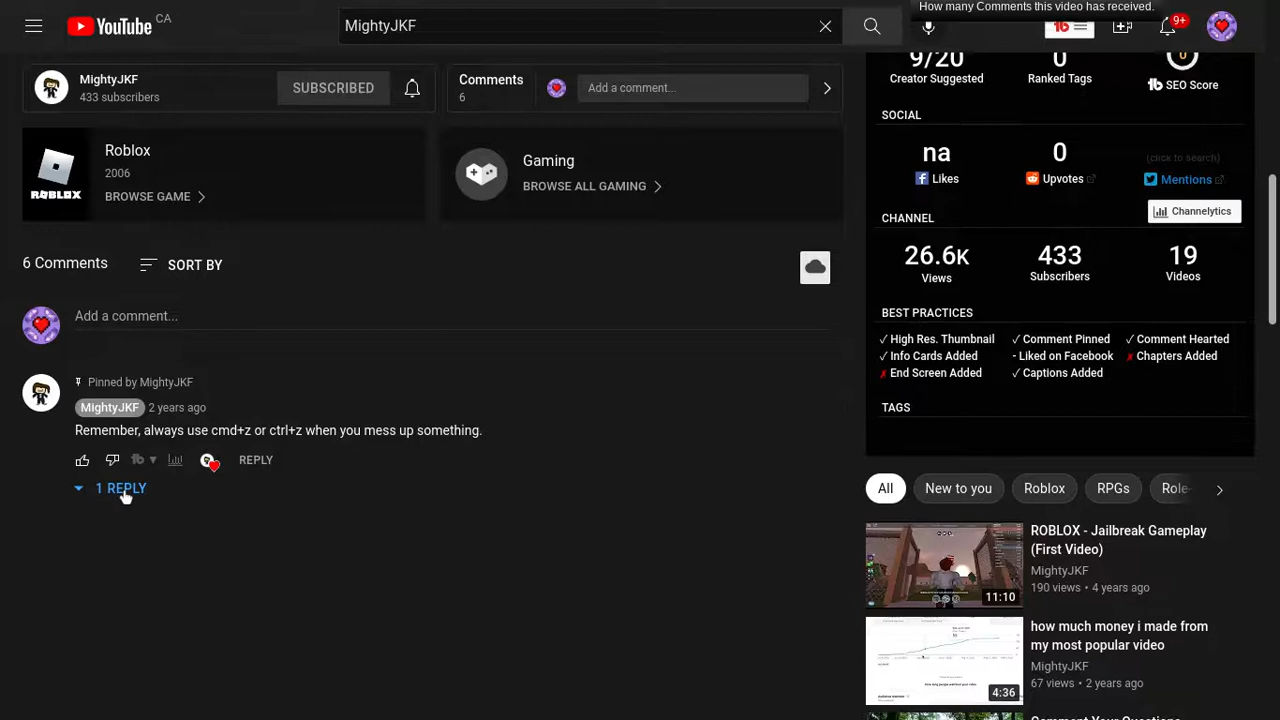 How many Comments this video has received.
YouTube CA
MightyJKF
9+
MightyJKF
433 subscribers
SUBSCRIBED
Comments
6
Add a comment...
Roblox
2006
BROWSE GAME
ROBLOX
Gaming
BROWSE ALL GAMING
6 Comments
SORT BY
Add a comment...
Pinned by MightyJKF
MightyJKF 2 years ago
Remember, always use cmd+z or ctrl+z when you mess up something.
REPLY
1 REPLY
9/20 0 0
Creator Suggested Ranked Tags SEO Score
SOCIAL
na 0 (click to search)
Likes Upvotes Mentions
CHANNEL Channelytics
26.6K 433 19
Views Subscribers Videos
BEST PRACTICES
✓ High Res. Thumbnail ✓ Comment Pinned ✓ Comment Hearted
✓ Info Cards Added - Liked on Facebook ✗ Chapters Added
✗ End Screen Added ✓ Captions Added
TAGS
All New to you Roblox RPGs Role-
ROBLOX - Jailbreak Gameplay
(First Video)
MightyJKF
190 views • 4 years ago
11:10
how much money i made from
my most popular video
MightyJKF
67 views • 2 years ago
4:36